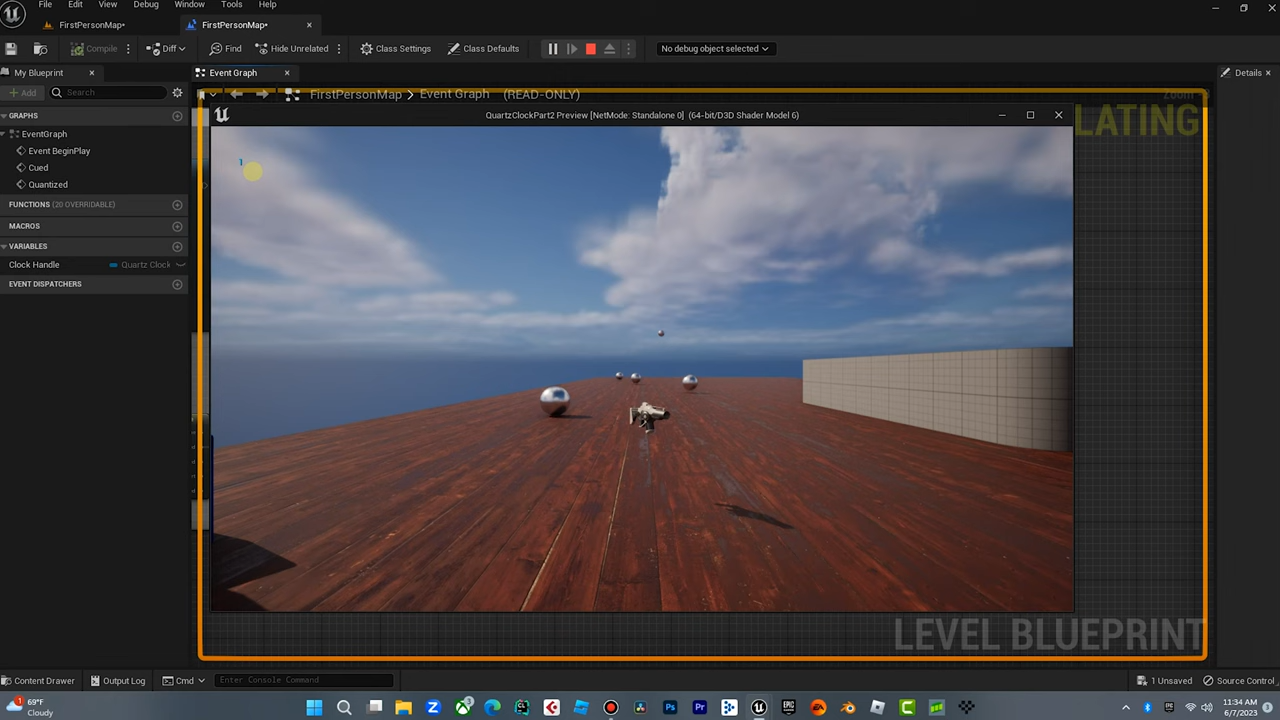 File Edit View Debug Window Tools Help
FirstPersonMap• FirstPersonMap•
Compile Diff Find Hide Unrelated Class Settings Class Defaults No debug object selected
My Blueprint Event Graph Details
Add Search FirstPersonMap > Event Graph (READ-ONLY) Zoom
GRAPHS QuartzClockPart2 Preview [NetMode: Standalone 0] (64-bit/D3D Shader Model 6) LATING
EventGraph
Event BeginPlay
1
Cued
Quantized
FUNCTIONS (20 OVERRIDABLE)
MACROS
VARIABLES
Clock Handle Quartz Clock
EVENT DISPATCHERS
LEVEL BLUEPRINT
Content Drawer Output Log Cmd Enter Console Command 1 Unsaved Source Control
69°F
Cloudy
11:34 AM
6/7/2023